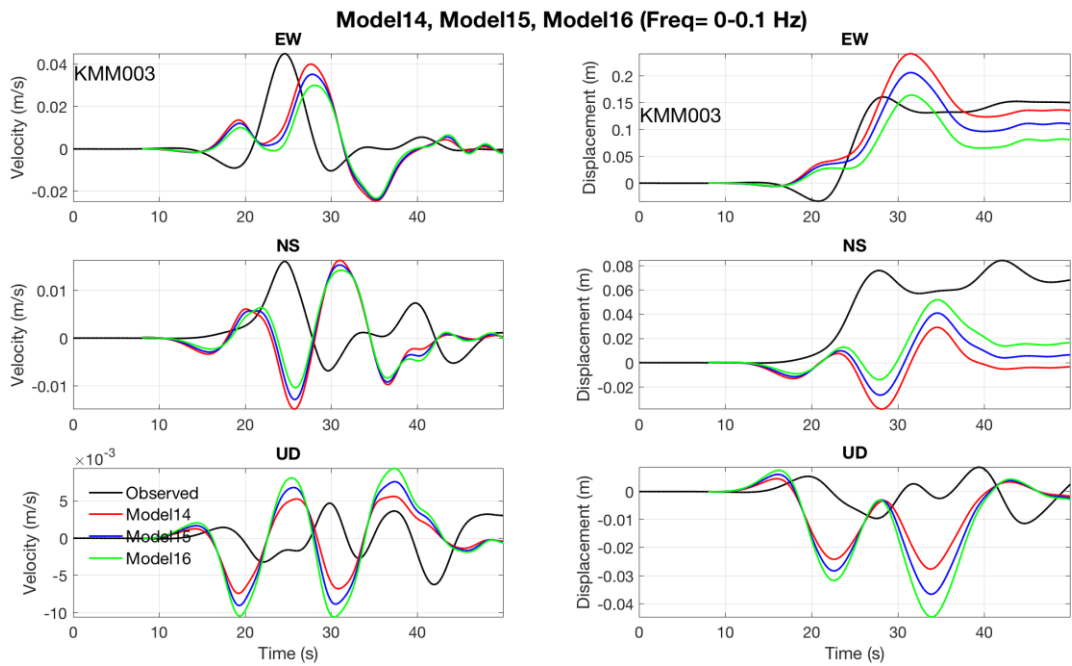 Model14, Model15, Model16 (Freq= 0-0.1 Hz)
EW
KMM003
Velocity (m/s)
0.04
0.02
0
-0.02
0 10 20 30 40
EW
KMM003
Displacement (m)
0.2
0.15
0.1
0.05
0
0 10 20 30 40
NS
Velocity (m/s)
0.01
0
-0.01
0 10 20 30 40
NS
Displacement (m)
0.08
0.06
0.04
0.02
0
-0.02
0 10 20 30 40
UD
×10⁻³
Velocity (m/s)
5
0
-5
-10
Observed
Model14
Model15
Model16
0 10 20 30 40
Time (s)
UD
Displacement (m)
0
-0.01
-0.02
-0.03
-0.04
0 10 20 30 40
Time (s)